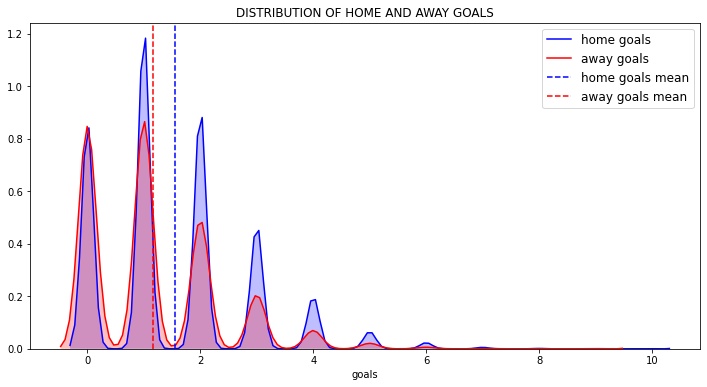 DISTRIBUTION OF HOME AND AWAY GOALS
home goals
away goals
home goals mean
away goals mean
1.2
1.0
0.8
0.6
0.4
0.2
0.0
0 2 4 6 8 10
goals